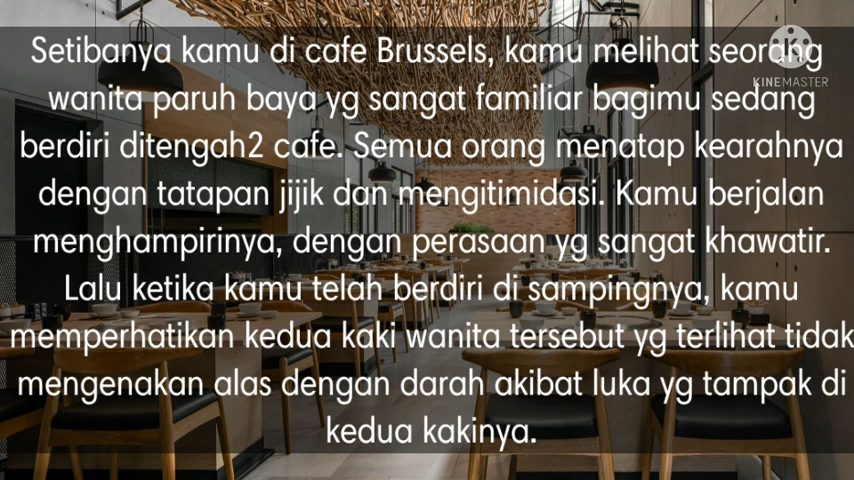 Setibanya kamu di cafe Brussels, kamu melihat seorang
wanita paruh baya yg sangat familiar bagimu sedang
berdiri ditengah2 cafe. Semua orang menatap kearahnya
dengan tatapan jijik dan mengitimidasi. Kamu berjalan
menghampirinya, dengan perasaan yg sangat khawatir.
Lalu ketika kamu telah berdiri di sampingnya, kamu
memperhatikan kedua kaki wanita tersebut yg terlihat tidak
mengenakan alas dengan darah akibat luka yg tampak di
kedua kakinya.
K
KINEMASTER